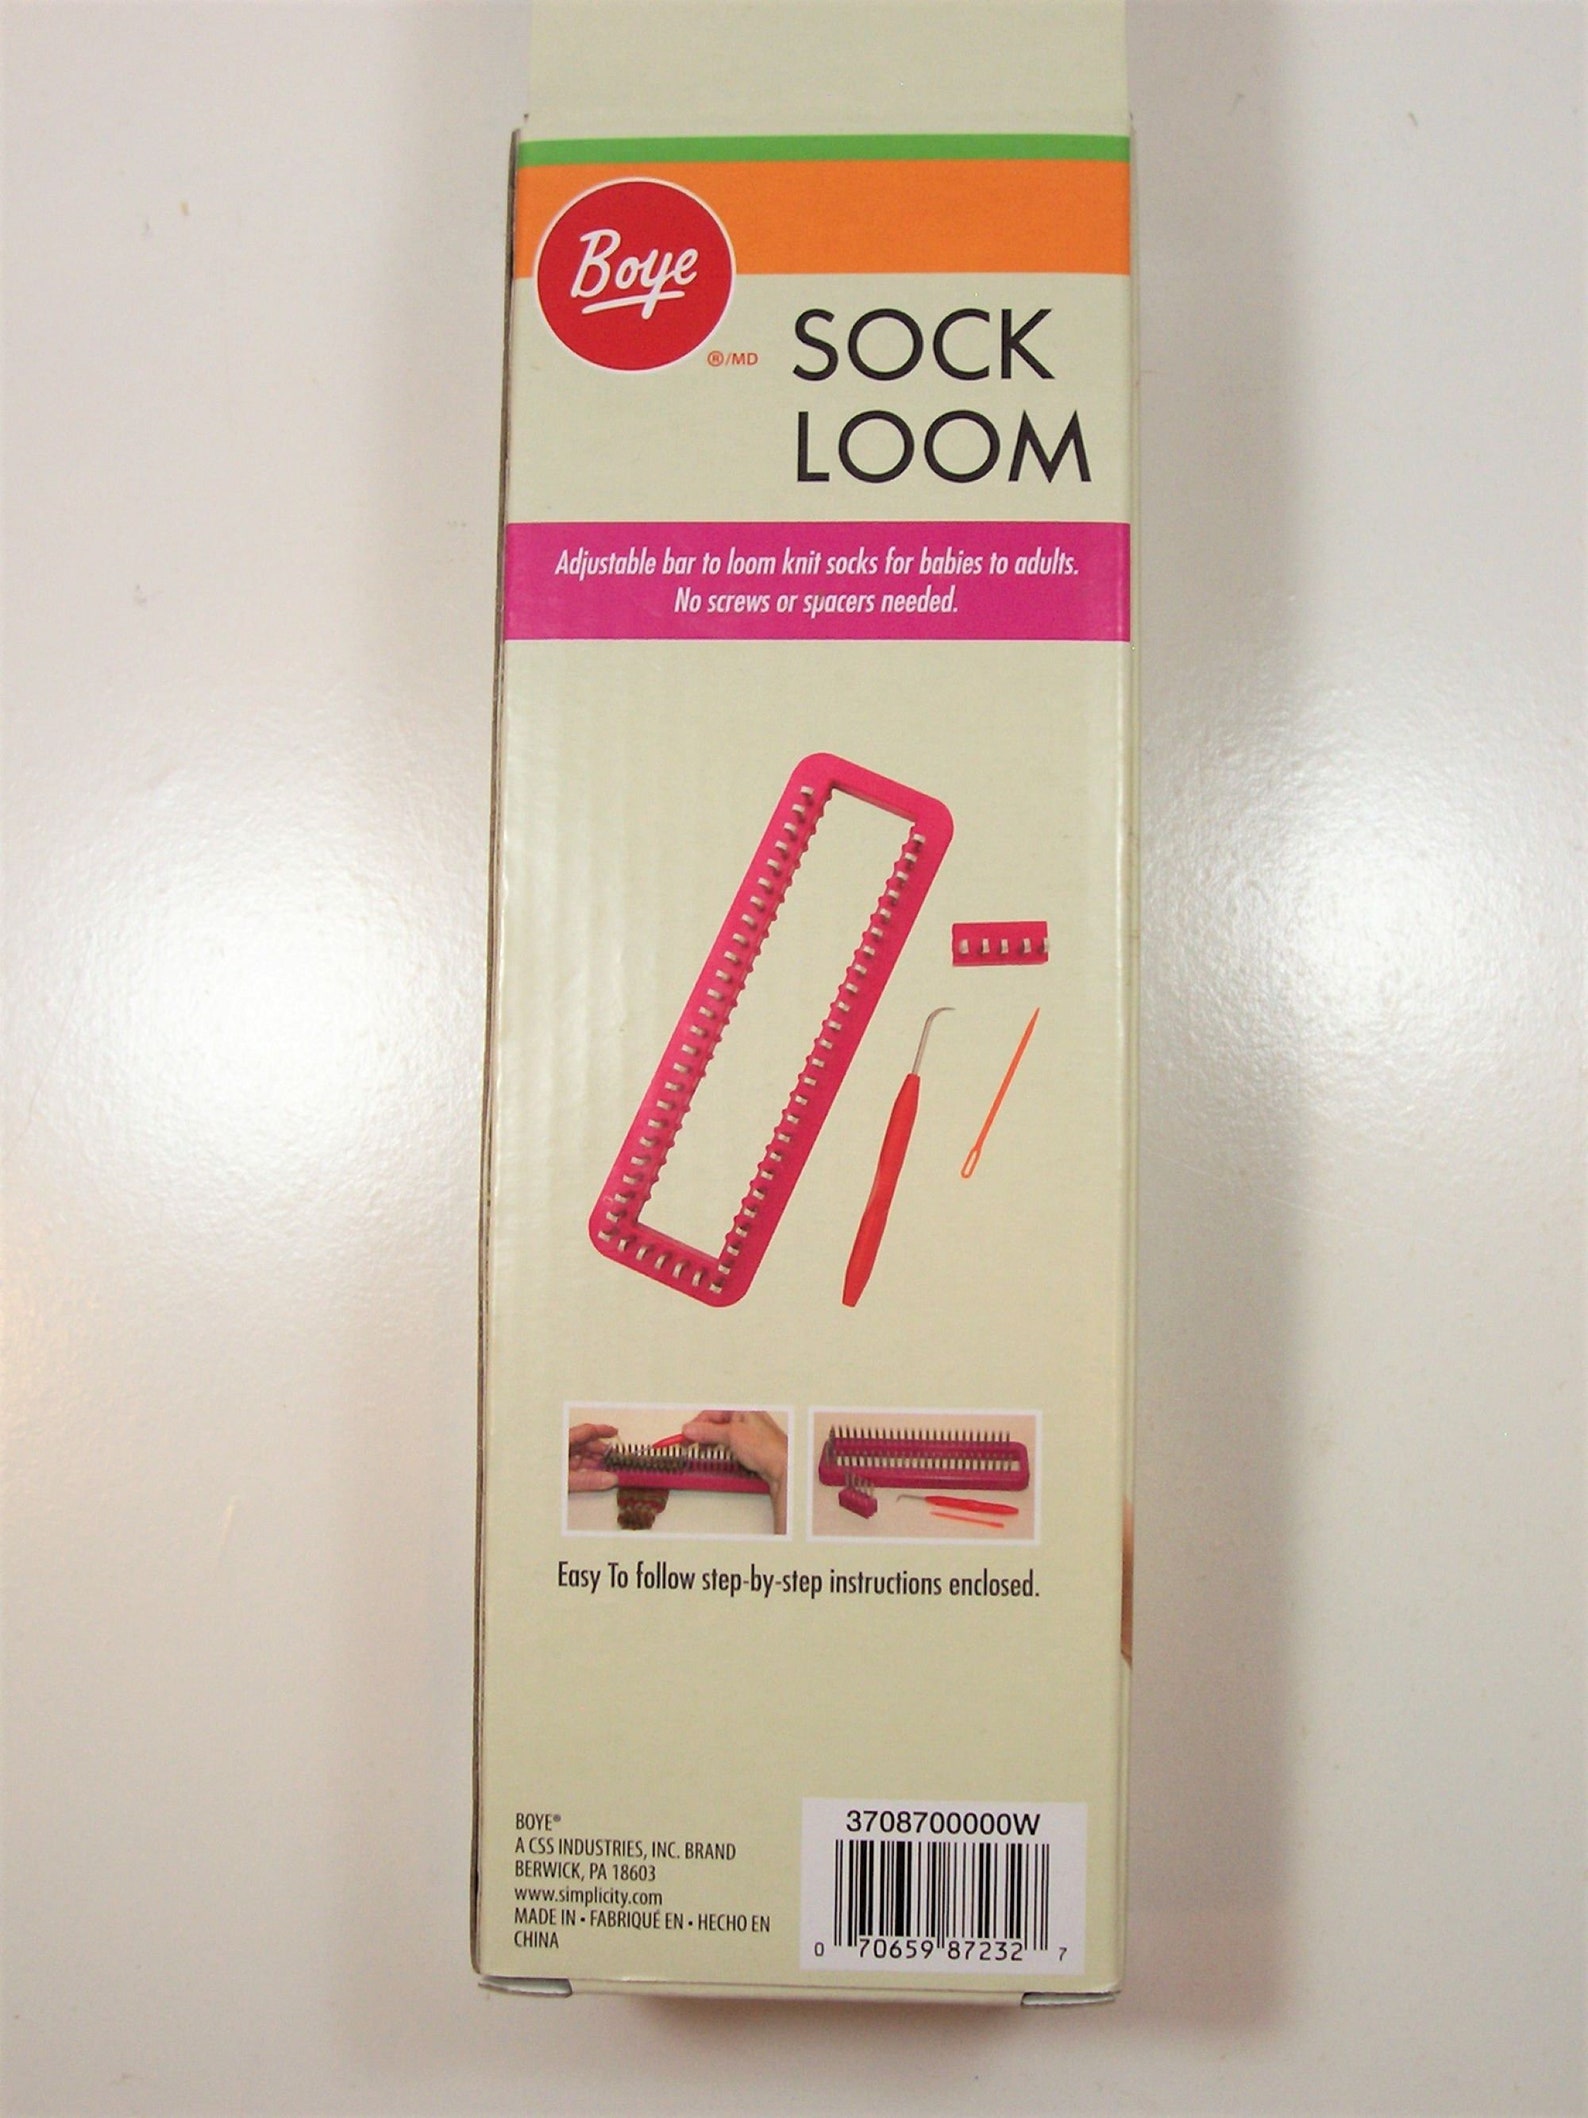 Boye
®/MD
SOCK
LOOM
Adjustable bar to loom knit socks for babies to adults.
No screws or spacers needed.
Easy To follow step-by-step instructions enclosed.
BOYE®
A CSS INDUSTRIES, INC. BRAND
BERWICK, PA 18603
www.simplicity.com
MADE IN • FABRIQUÉ EN • HECHO EN
CHINA
3708700000W
0 70659 87232 7